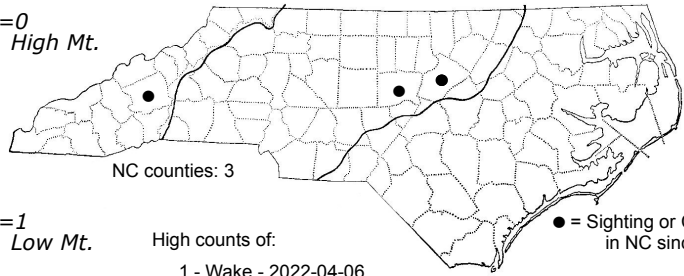 =0
High Mt.
NC counties: 3
=1
Low Mt.
High counts of:
1 - Wake - 2022-04-06
● = Sighting or
in NC